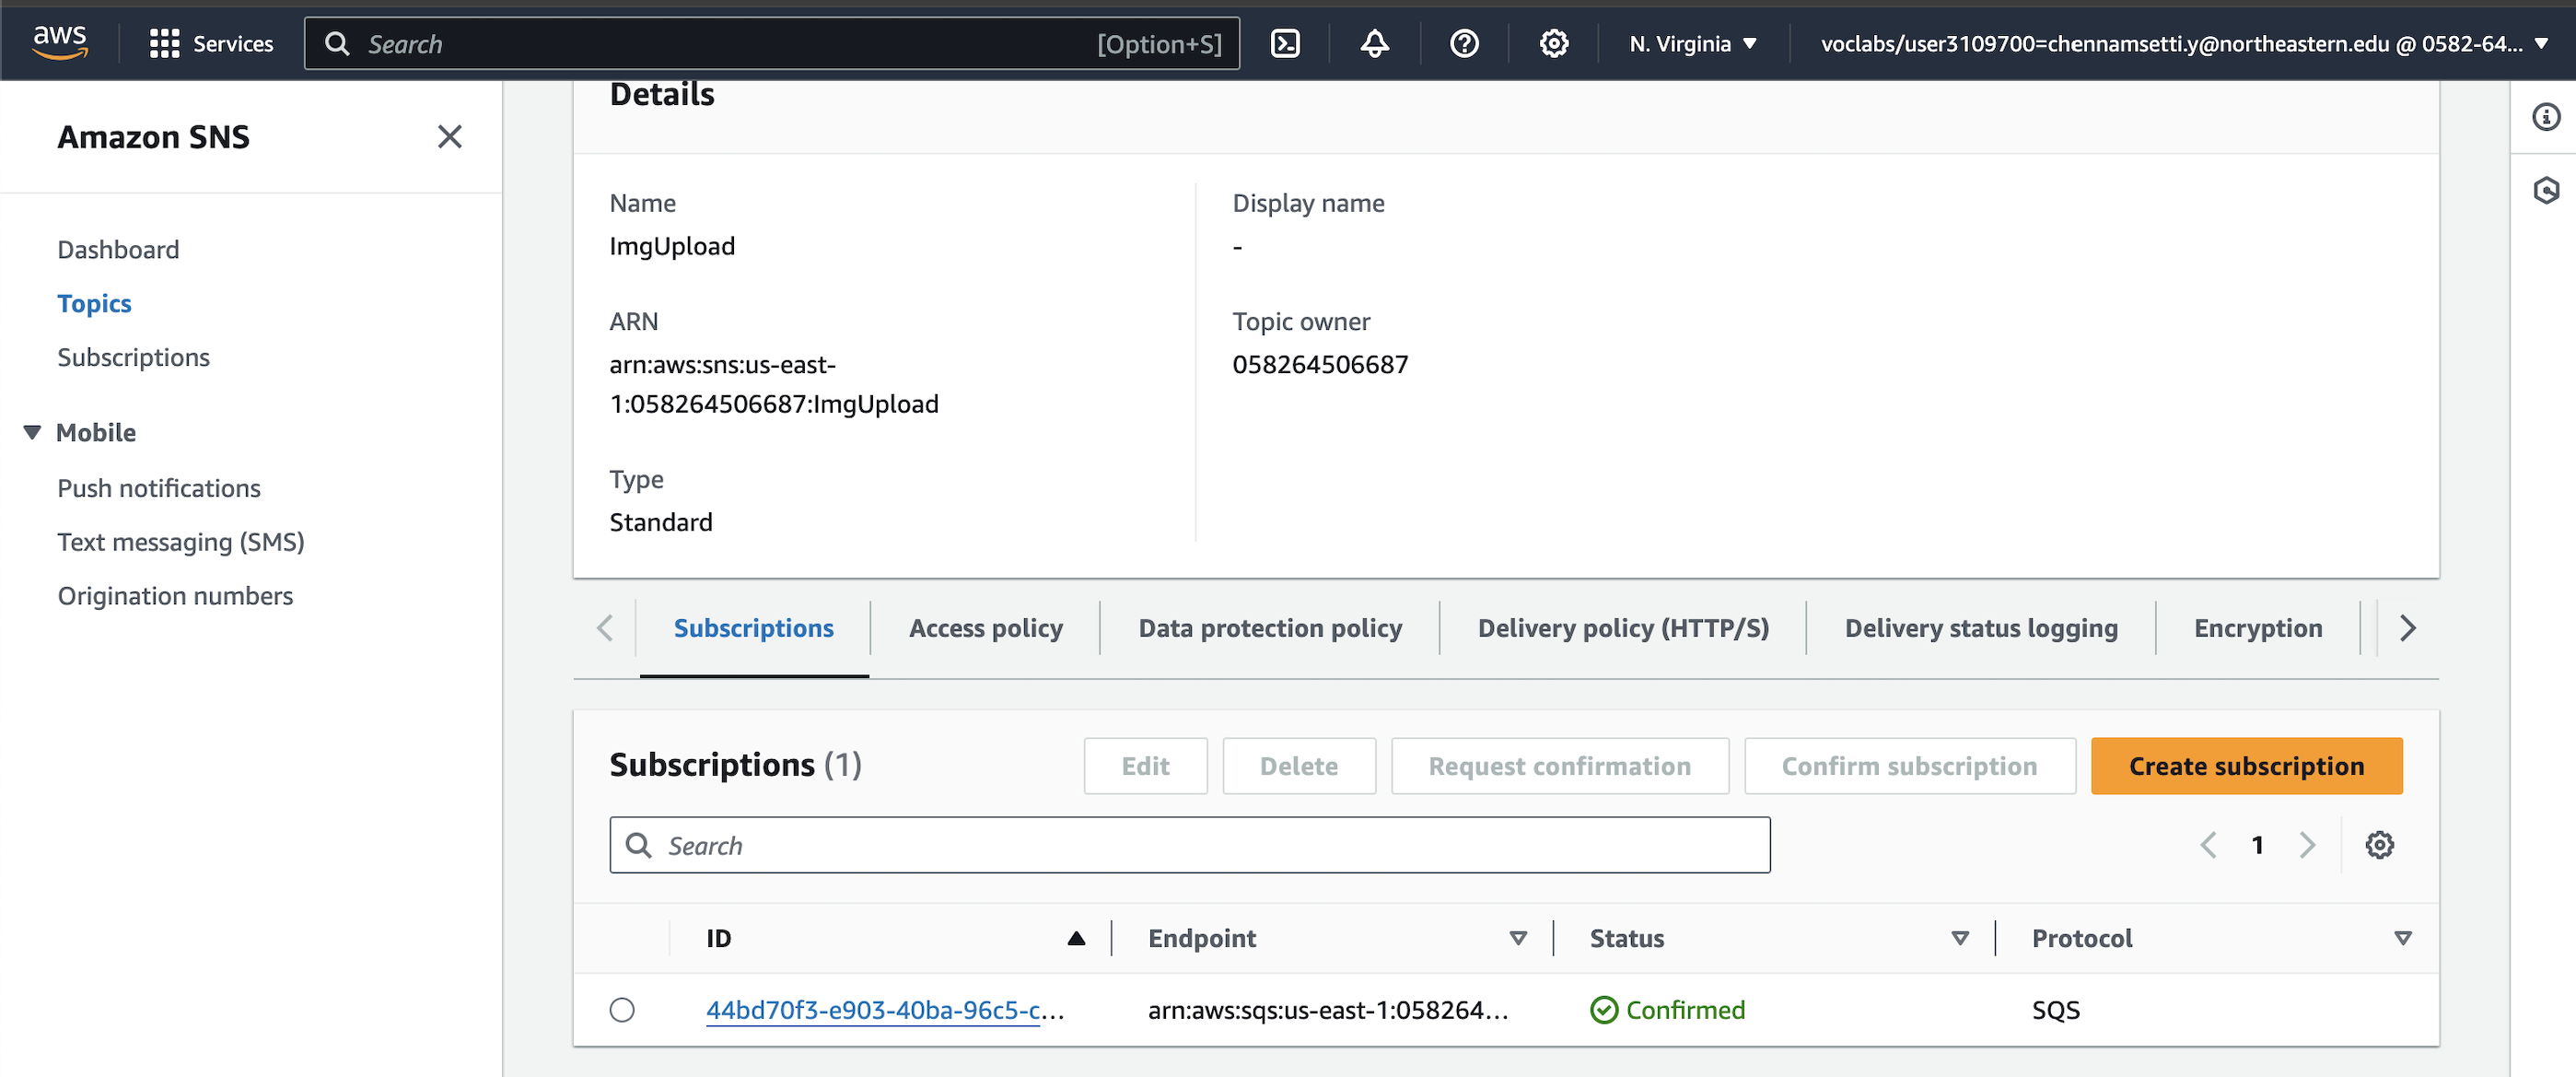 aws
Services
Search
[Option+S]
N. Virginia
voclabs/user3109700=chennamsetti.y@northeastern.edu @ 0582-64...
Amazon SNS
Dashboard
Topics
Subscriptions
Mobile
Push notifications
Text messaging (SMS)
Origination numbers
Details
Name
ImgUpload
ARN
arn:aws:sns:us-east-
1:058264506687:ImgUpload
Type
Standard
Display name
-
Topic owner
058264506687
Subscriptions
Access policy
Data protection policy
Delivery policy (HTTP/S)
Delivery status logging
Encryption
Subscriptions (1)
Edit
Delete
Request confirmation
Confirm subscription
Create subscription
Search
1
ID
Endpoint
Status
Protocol
44bd70f3-e903-40ba-96c5-c...
arn:aws:sqs:us-east-1:058264...
Confirmed
SQS